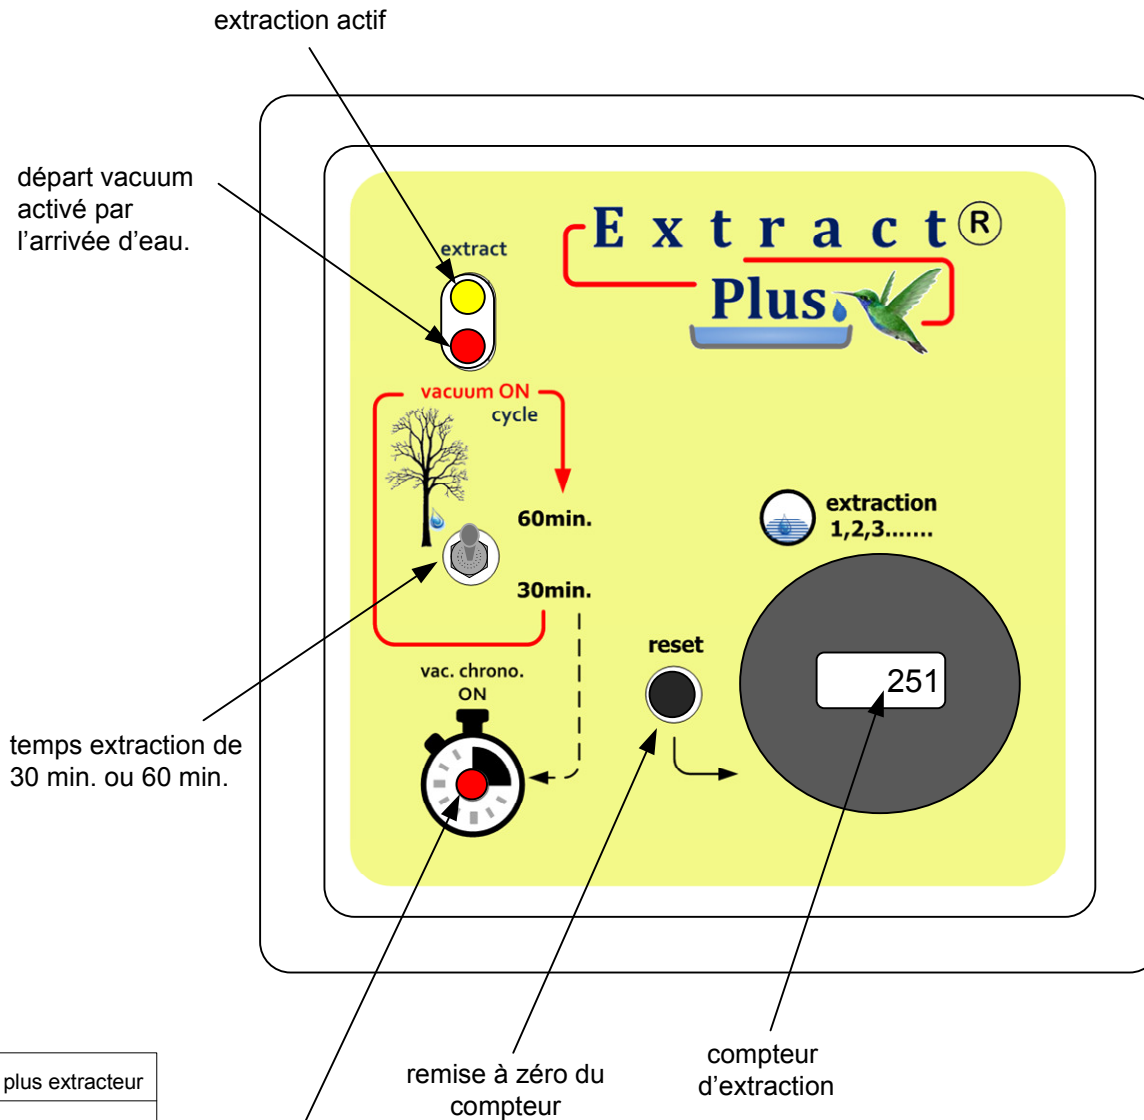 extraction actif
départ vacuum
activé par
l’arrivée d’eau.
extract
E x t r a c t ®
Plus
vacuum ON
cycle
60min.
30min.
extraction
1,2,3.......
reset
251
vac. chrono.
ON
temps extraction de
30 min. ou 60 min.
plus extracteur
remise à zéro du
compteur
compteur
d’extraction